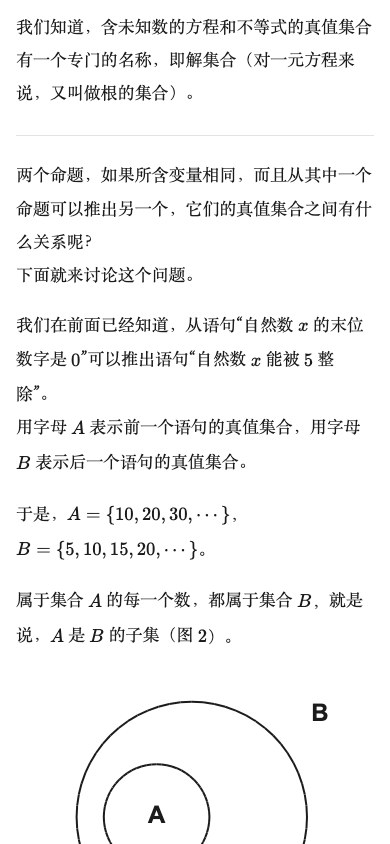 我们知道，含未知数的方程和不等式的真值集合
有一个专门的名称，即解集合（对一元方程来
说，又叫做根的集合）。
两个命题，如果所含变量相同，而且从其中一个
命题可以推出另一个，它们的真值集合之间有什
么关系呢？
下面就来讨论这个问题。
我们在前面已经知道，从语句“自然数 x 的末位
数字是 0”可以推出语句“自然数 x 能被 5 整
除”。
用字母 A 表示前一个语句的真值集合，用字母
B 表示后一个语句的真值集合。
于是，A = {10, 20, 30, ⋯}，
B = {5, 10, 15, 20, ⋯}。
属于集合 A 的每一个数，都属于集合 B，就是
说，A 是 B 的子集（图 2）。
B
A